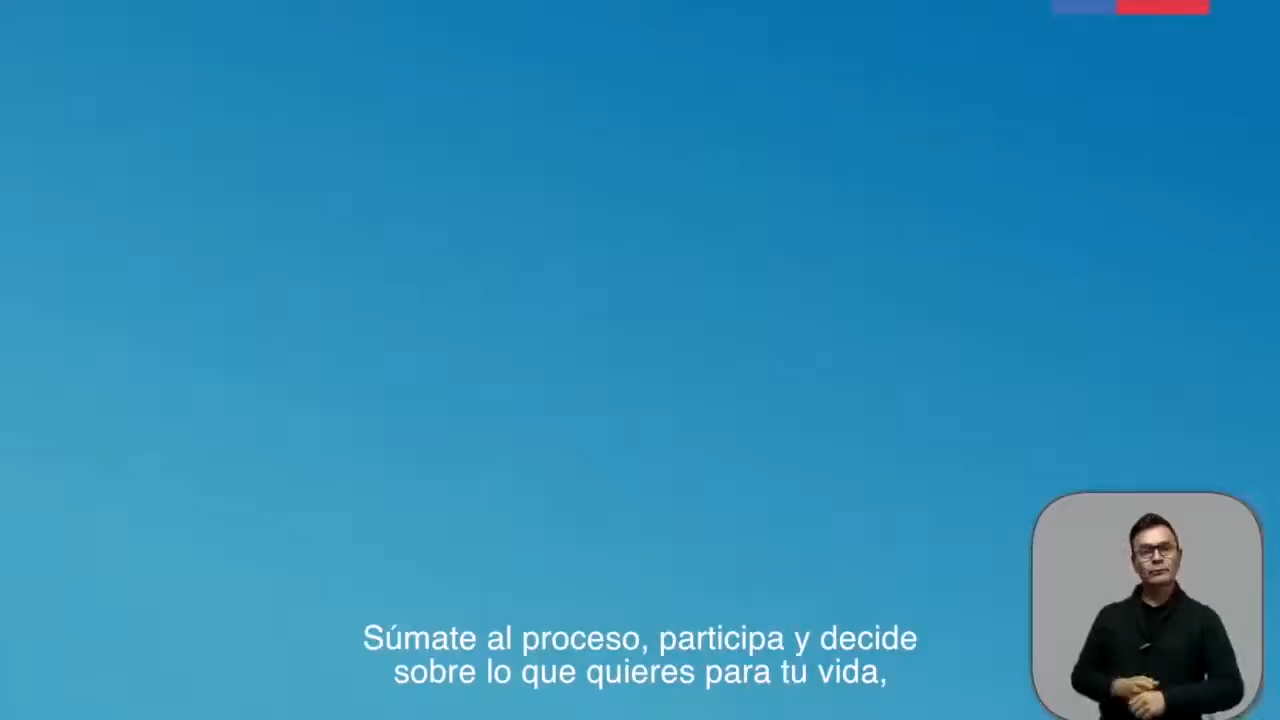 Súmate al proceso, participa y decide
sobre lo que quieres para tu vida,